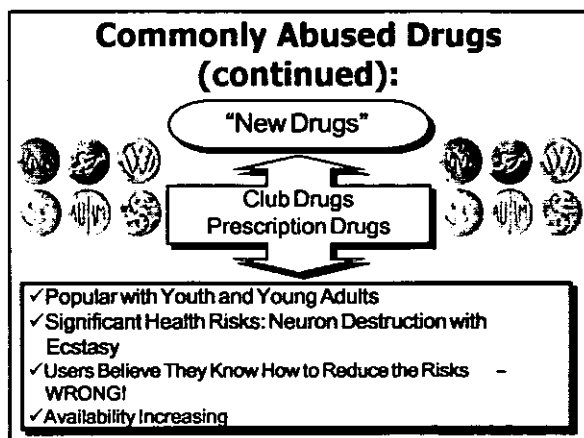 Commonly Abused Drugs
(continued):
"New Drugs"
Club Drugs
Prescription Drugs
✓Popular with Youth and Young Adults
✓Significant Health Risks: Neuron Destruction with
Ecstasy
✓Users Believe They Know How to Reduce the Risks –
WRONG!
✓Availability Increasing